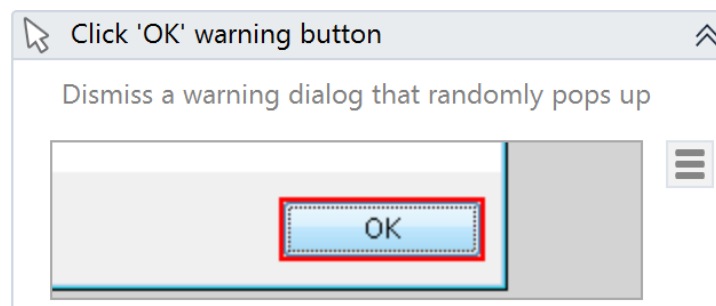 Click 'OK' warning button
Dismiss a warning dialog that randomly pops up
OK